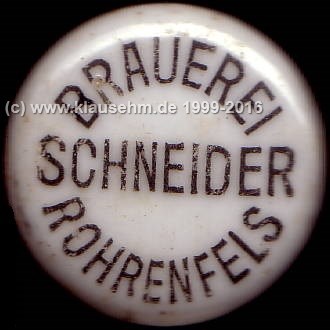 BRAUEREI
(c) www.klausehm.de 1999-2016
SCHNEIDER
ROHRENFELS